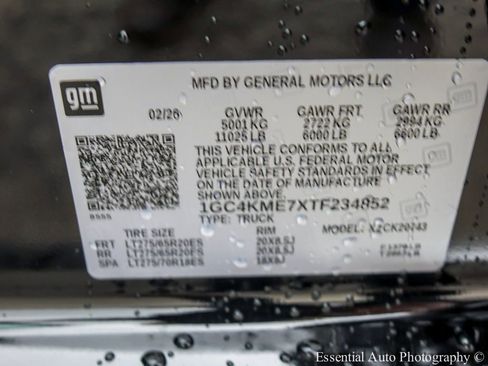 gm
MFD BY GENERAL MOTORS LLC
02/26 GVWR GAWR FRT GAWR RR
5001 KG 2722 KG 2994 KG
11025 LB 6000 LB 6600 LB
THIS VEHICLE CONFORMS TO ALL
APPLICABLE U.S. FEDERAL MOTOR
VEHICLE SAFETY STANDARDS IN EFFECT
ON THE DATE OF MANUFACTURE
SHOWN ABOVE.
1GC4KME7XTF234852
TYPE: TRUCK MODEL:
TIRE SIZE RIM
FRT LT275/65R20ES 20X8.5J
RR LT275/65R20FS 20X8.5J
SPA LT275/70R18ES 18X8J
Essential Auto Photography ©